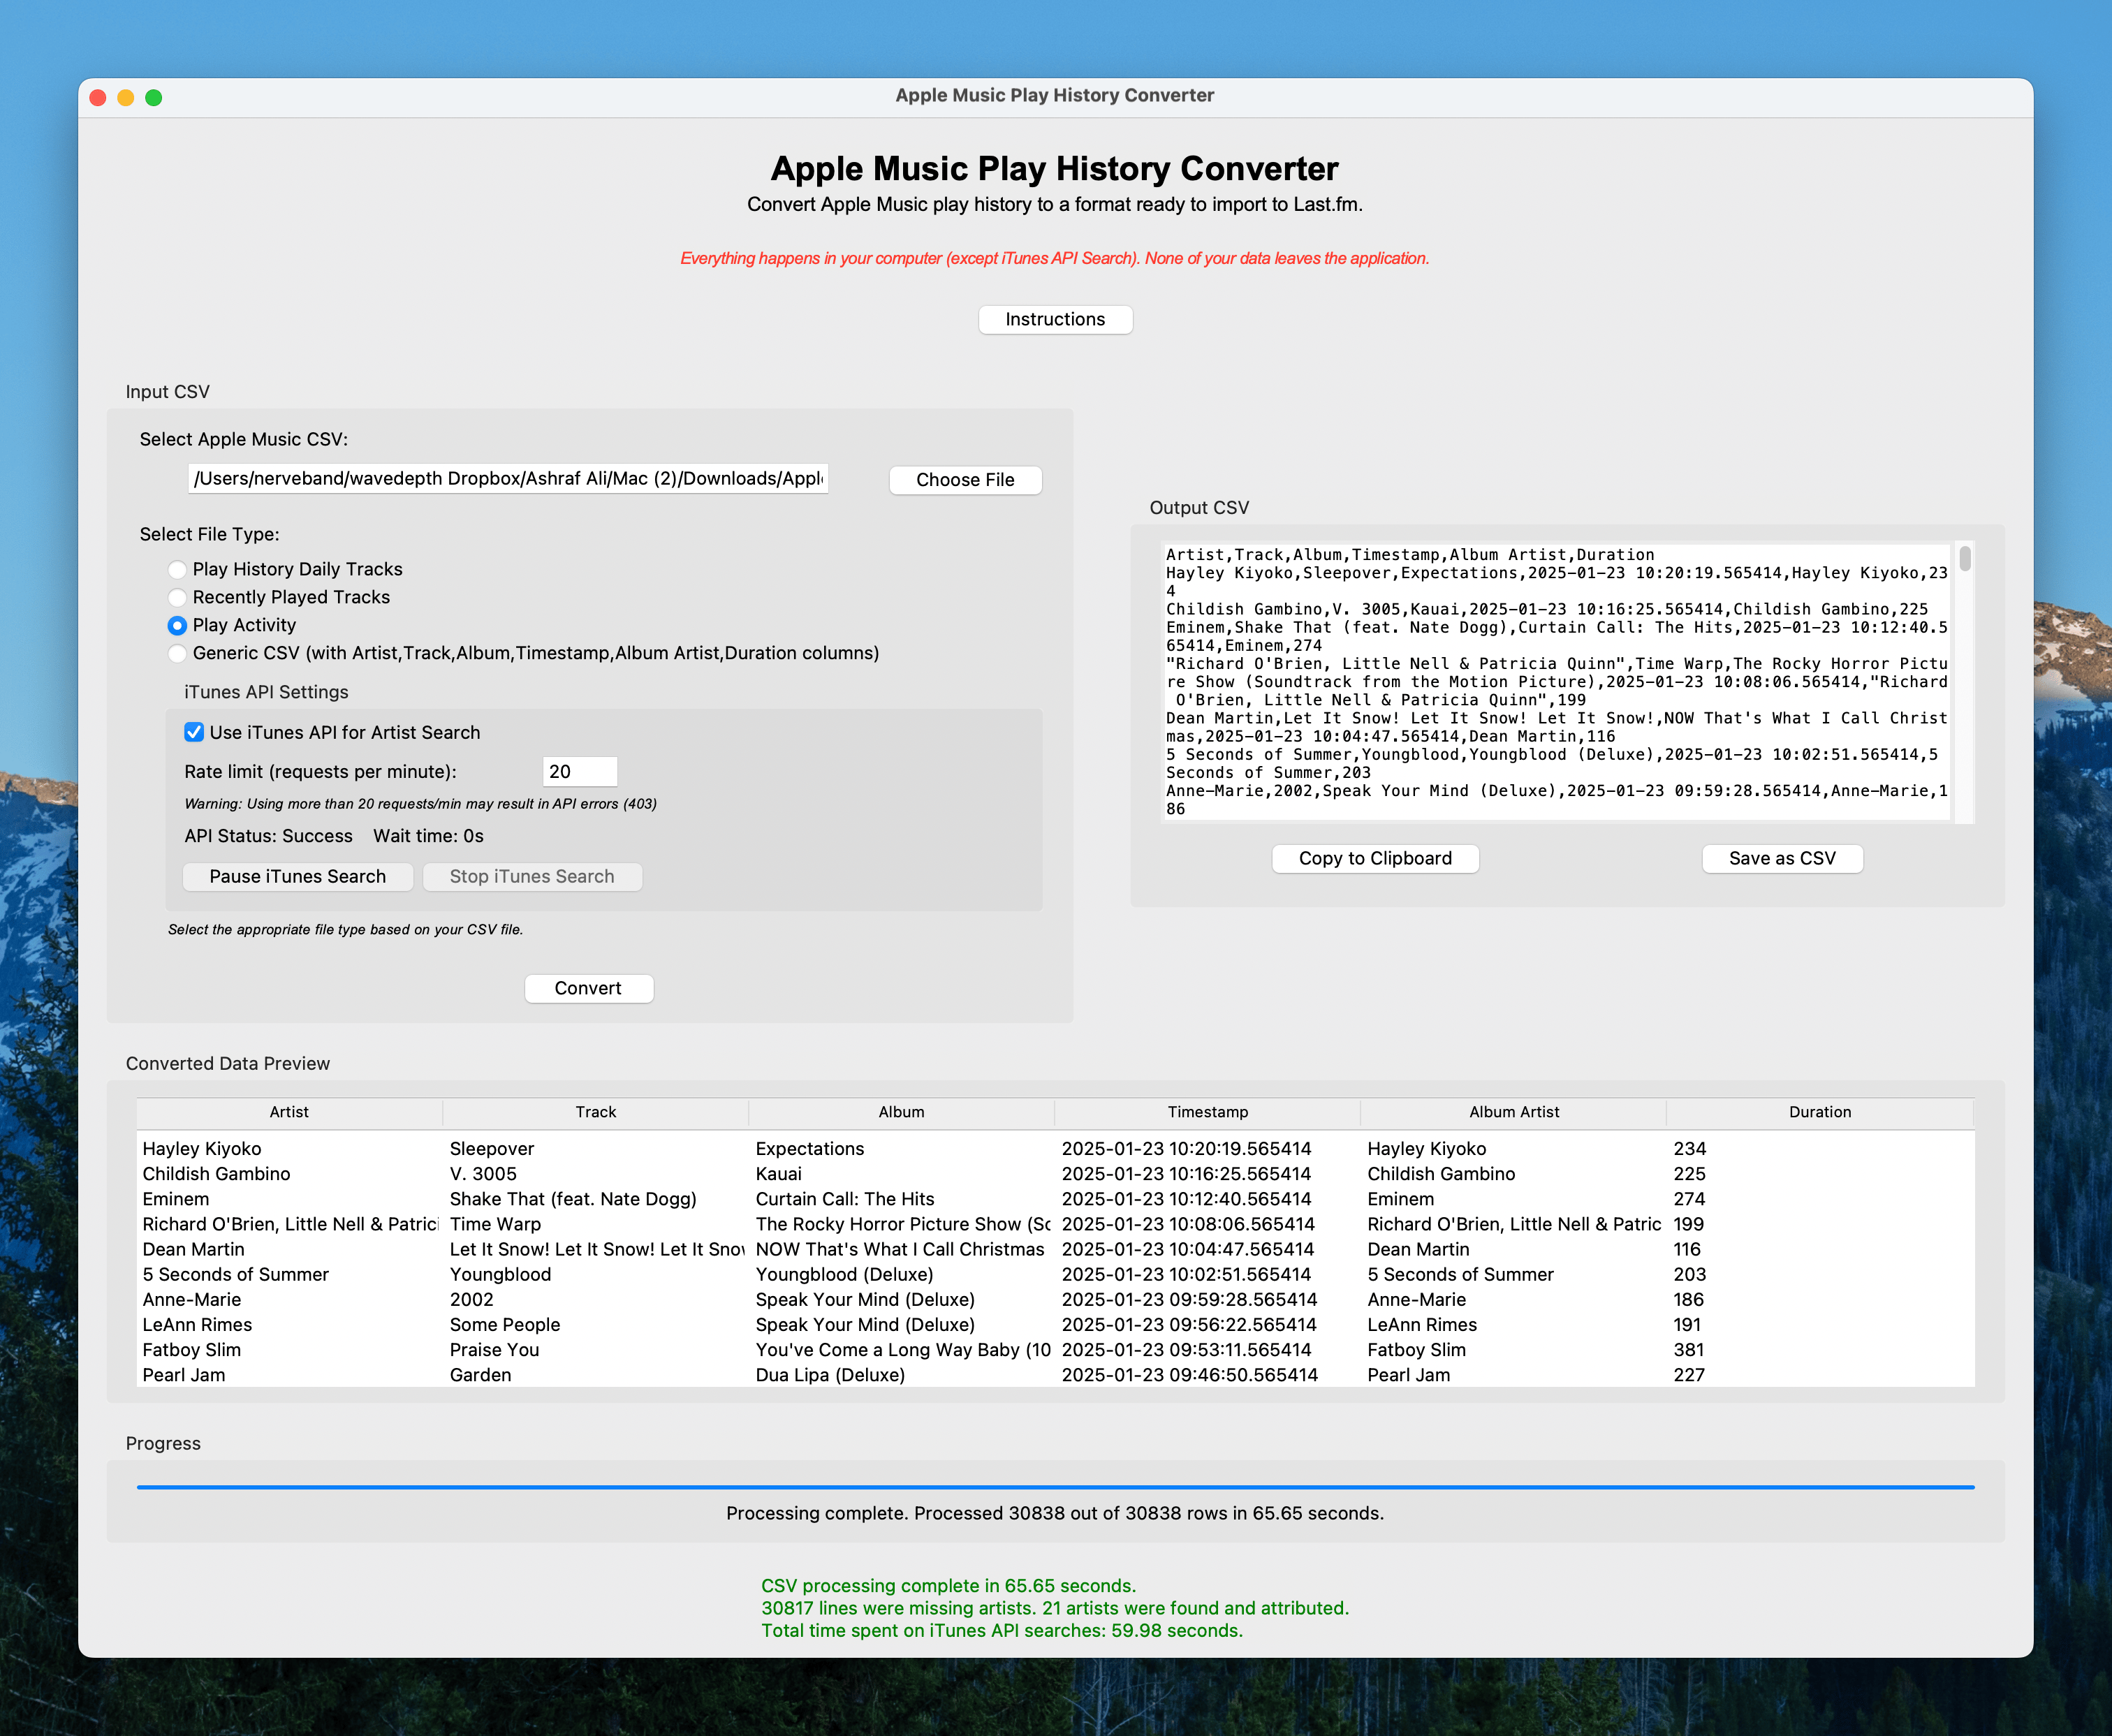 Apple Music Play History Converter
Apple Music Play History Converter
Convert Apple Music play history to a format ready to import to Last.fm.
Everything happens in your computer (except iTunes API Search). None of your data leaves the application.
Instructions
Input CSV
Select Apple Music CSV:
/Users/nerveband/wavedepth Dropbox/Ashraf Ali/Mac (2)/Downloads/Appl
Choose File
Select File Type:
Play History Daily Tracks
Recently Played Tracks
Play Activity
Generic CSV (with Artist,Track,Album,Timestamp,Album Artist,Duration columns)
iTunes API Settings
Use iTunes API for Artist Search
Rate limit (requests per minute): 20
Warning: Using more than 20 requests/min may result in API errors (403)
API Status: Success Wait time: 0s
Pause iTunes Search Stop iTunes Search
Select the appropriate file type based on your CSV file.
Convert
Output CSV
Artist,Track,Album,Timestamp,Album Artist,Duration
Hayley Kiyoko,Sleepover,Expectations,2025-01-23 10:20:19.565414,Hayley Kiyoko,23
4
Childish Gambino,V. 3005,Kauai,2025-01-23 10:16:25.565414,Childish Gambino,225
Eminem,Shake That (feat. Nate Dogg),Curtain Call: The Hits,2025-01-23 10:12:40.5
65414,Eminem,274
"Richard O'Brien, Little Nell & Patricia Quinn",Time Warp,The Rocky Horror Pictu
re Show (Soundtrack from the Motion Picture),2025-01-23 10:08:06.565414,"Richard
O'Brien, Little Nell & Patricia Quinn",199
Dean Martin,Let It Snow! Let It Snow! Let It Snow!,NOW That's What I Call Christ
mas,2025-01-23 10:04:47.565414,Dean Martin,116
5 Seconds of Summer,Youngblood,Youngblood (Deluxe),2025-01-23 10:02:51.565414,5
Seconds of Summer,203
Anne-Marie,2002,Speak Your Mind (Deluxe),2025-01-23 09:59:28.565414,Anne-Marie,1
86
Copy to Clipboard Save as CSV
Converted Data Preview
Artist Track Album Timestamp Album Artist Duration
Hayley Kiyoko Sleepover Expectations 2025-01-23 10:20:19.565414 Hayley Kiyoko 234
Childish Gambino V. 3005 Kauai 2025-01-23 10:16:25.565414 Childish Gambino 225
Eminem Shake That (feat. Nate Dogg) Curtain Call: The Hits 2025-01-23 10:12:40.565414 Eminem 274
Richard O'Brien, Little Nell & Patrici Time Warp The Rocky Horror Picture Show (Sc 2025-01-23 10:08:06.565414 Richard O'Brien, Little Nell & Patric 199
Dean Martin Let It Snow! Let It Snow! Let It Snow NOW That's What I Call Christmas 2025-01-23 10:04:47.565414 Dean Martin 116
5 Seconds of Summer Youngblood Youngblood (Deluxe) 2025-01-23 10:02:51.565414 5 Seconds of Summer 203
Anne-Marie 2002 Speak Your Mind (Deluxe) 2025-01-23 09:59:28.565414 Anne-Marie 186
LeAnn Rimes Some People Speak Your Mind (Deluxe) 2025-01-23 09:56:22.565414 LeAnn Rimes 191
Fatboy Slim Praise You You've Come a Long Way Baby (10 2025-01-23 09:53:11.565414 Fatboy Slim 381
Pearl Jam Garden Dua Lipa (Deluxe) 2025-01-23 09:46:50.565414 Pearl Jam 227
Progress
Processing complete. Processed 30838 out of 30838 rows in 65.65 seconds.
CSV processing complete in 65.65 seconds.
30817 lines were missing artists. 21 artists were found and attributed.
Total time spent on iTunes API searches: 59.98 seconds.